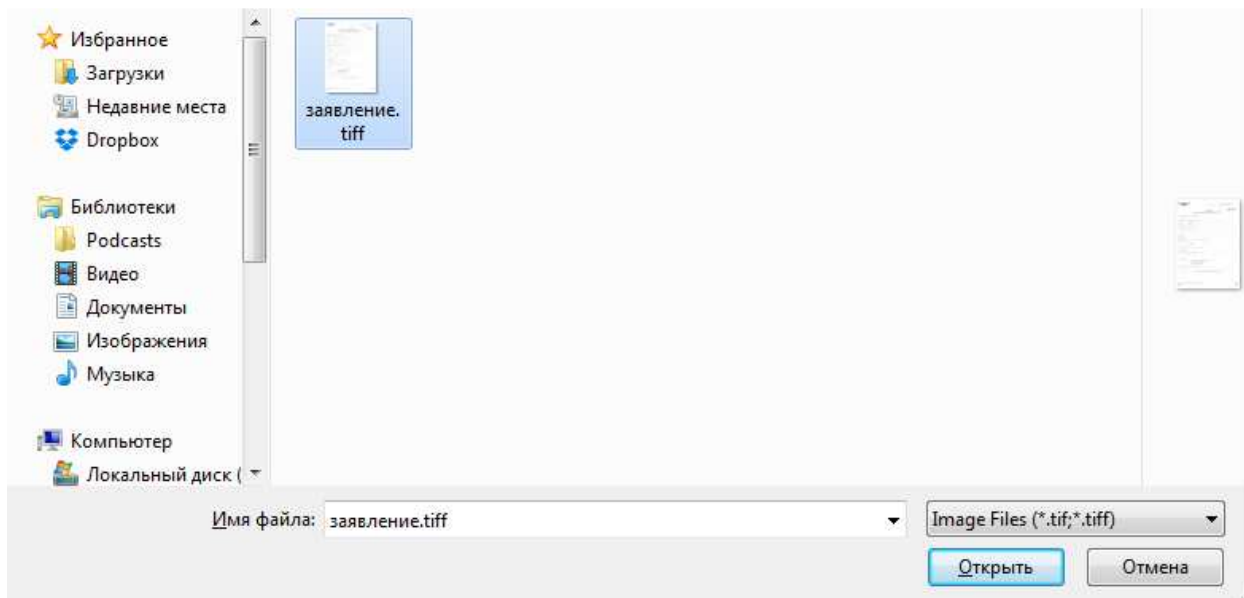 Избранное
Загрузки
Недавние места
Dropbox
Библиотеки
Podcasts
Видео
Документы
Изображения
Музыка
Компьютер
Локальный диск (
заявление.
tiff
Имя файла: заявление.tiff
Image Files (*.tif;*.tiff)
Открыть
Отмена